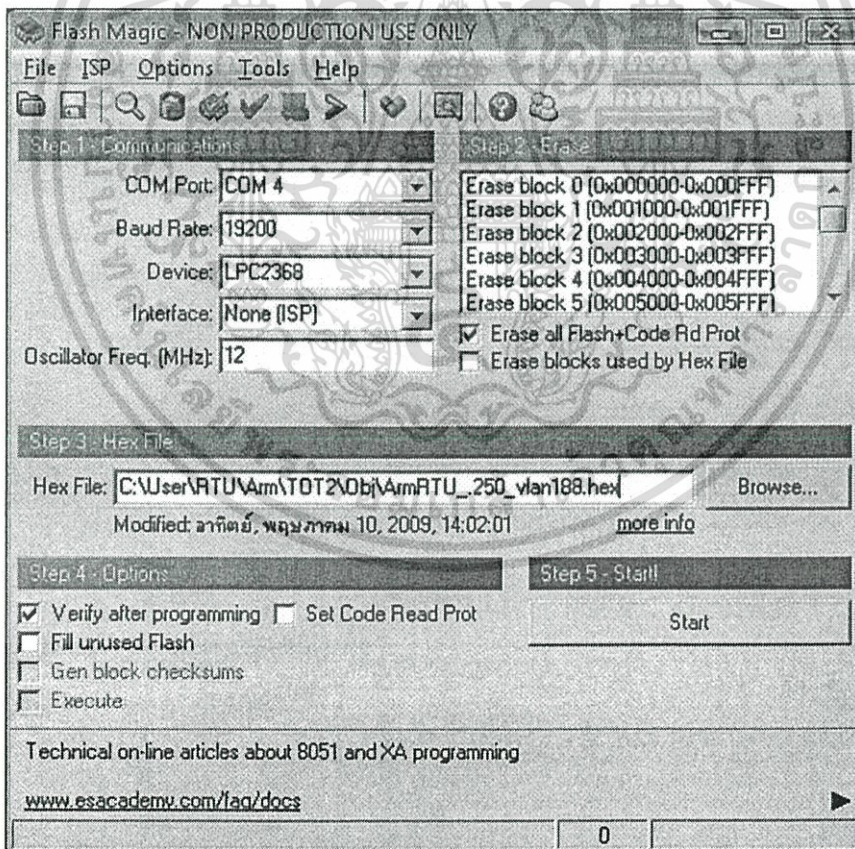 Flash Magic - NON PRODUCTION USE ONLY
File ISP Options Tools Help
Step 1 - Communications
COM Port: COM 4
Baud Rate: 19200
Device: LPC2368
Interface: None (ISP)
Oscillator Freq. (MHz): 12
Step 2 - Erase
Erase block 0 (0x000000-0x000FFF)
Erase block 1 (0x001000-0x001FFF)
Erase block 2 (0x002000-0x002FFF)
Erase block 3 (0x003000-0x003FFF)
Erase block 4 (0x004000-0x004FFF)
Erase block 5 (0x005000-0x005FFF)
Erase all Flash+Code Rd Prot
Erase blocks used by Hex File
Step 3 - Hex File
Hex File: C:\User\RTU\Arm\TOT2\Obj\ArmRTU_.250_vlan188.hex Browse...
Modified: อาทิตย์, พฤษภาคม 10, 2009, 14:02:01 more info
Step 4 - Options
Verify after programming Set Code Read Prot
Fill unused Flash
Gen block checksums
Execute
Step 5 - Start!
Start
Technical on-line articles about 8051 and XA programming
www.esacademy.com/faq/docs
0